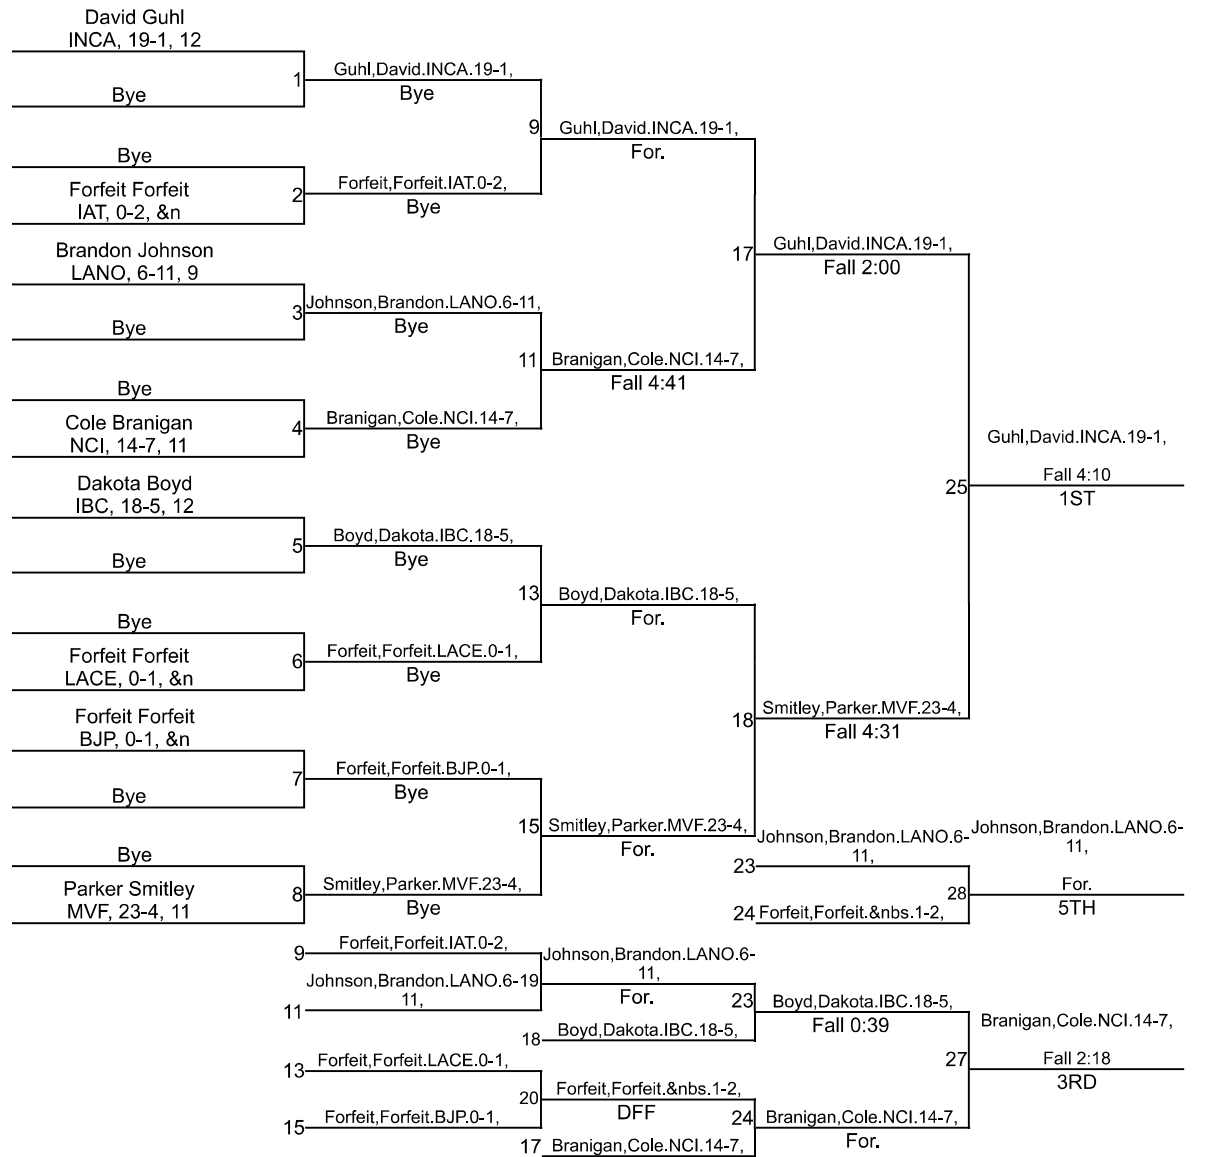 David Guhl
INCA, 19-1, 12
1
Guhl,David.INCA.19-1,
Bye
Bye
9
Guhl,David.INCA.19-1,
For.
Bye
Forfeit Forfeit
IAT, 0-2, &n
2
Forfeit,Forfeit.IAT.0-2,
Bye
17
Guhl,David.INCA.19-1,
Fall 2:00
Brandon Johnson
LANO, 6-11, 9
3
Johnson,Brandon.LANO.6-11,
Bye
Bye
11
Branigan,Cole.NCI.14-7,
Fall 4:41
Bye
Cole Branigan
NCI, 14-7, 11
4
Branigan,Cole.NCI.14-7,
Bye
25
Guhl,David.INCA.19-1,
Fall 4:10
1ST
Dakota Boyd
IBC, 18-5, 12
5
Boyd,Dakota.IBC.18-5,
Bye
Bye
13
Boyd,Dakota.IBC.18-5,
For.
Bye
Forfeit Forfeit
LACE, 0-1, &n
6
Forfeit,Forfeit.LACE.0-1,
Bye
18
Smitley,Parker.MVF.23-4,
Fall 4:31
Forfeit Forfeit
BJP, 0-1, &n
7
Forfeit,Forfeit.BJP.0-1,
Bye
Bye
15
Smitley,Parker.MVF.23-4,
For.
Bye
Parker Smitley
MVF, 23-4, 11
8
Smitley,Parker.MVF.23-4,
Bye
Johnson,Brandon.LANO.6-
11,
23
24
Forfeit,Forfeit.&nbs.1-2,
28
Johnson,Brandon.LANO.6-
11,
For.
5TH
9
Forfeit,Forfeit.IAT.0-2,
Johnson,Brandon.LANO.6-
11,
11
19
Johnson,Brandon.LANO.6-
11,
For.
18
Boyd,Dakota.IBC.18-5,
23
Boyd,Dakota.IBC.18-5,
Fall 0:39
13
Forfeit,Forfeit.LACE.0-1,
15
Forfeit,Forfeit.BJP.0-1,
20
Forfeit,Forfeit.&nbs.1-2,
DFF
17
Branigan,Cole.NCI.14-7,
24
Branigan,Cole.NCI.14-7,
For.
27
Branigan,Cole.NCI.14-7,
Fall 2:18
3RD